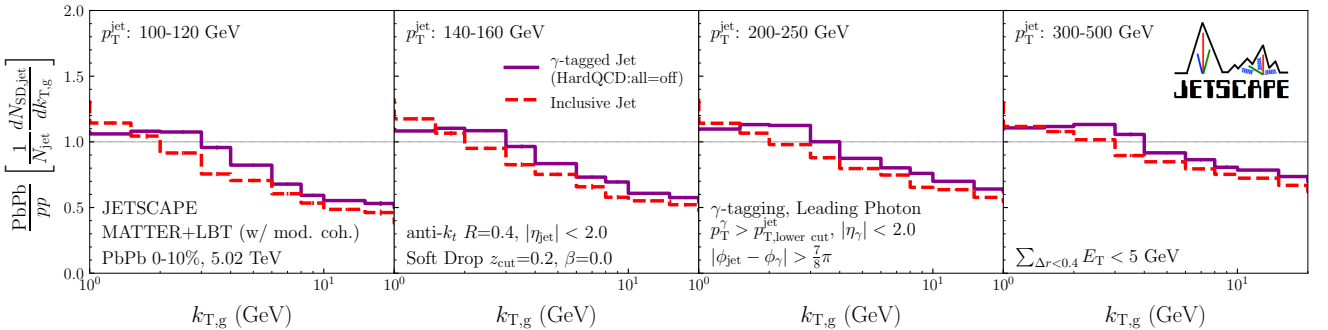 PbPb/pp [1/N_jet dN_SD,jet/dk_T,g]
2.0
1.5
1.0
0.5
0.0
p_T^jet: 100-120 GeV
JETSCAPE
MATTER+LBT (w/ mod. coh.)
PbPb 0-10%, 5.02 TeV
10^0
10^1
k_T,g (GeV)
p_T^jet: 140-160 GeV
γ-tagged Jet
(HardQCD:all=off)
Inclusive Jet
anti-k_t R=0.4, |η_jet| < 2.0
Soft Drop z_cut=0.2, β=0.0
10^0
10^1
k_T,g (GeV)
p_T^jet: 200-250 GeV
γ-tagging, Leading Photon
p_T^γ > p_T,lower cut^jet, |η_γ| < 2.0
|ϕ_jet − ϕ_γ| > 7/8 π
10^0
10^1
k_T,g (GeV)
p_T^jet: 300-500 GeV
JETSCAPE
∑_Δr<0.4 E_T < 5 GeV
10^0
10^1
k_T,g (GeV)